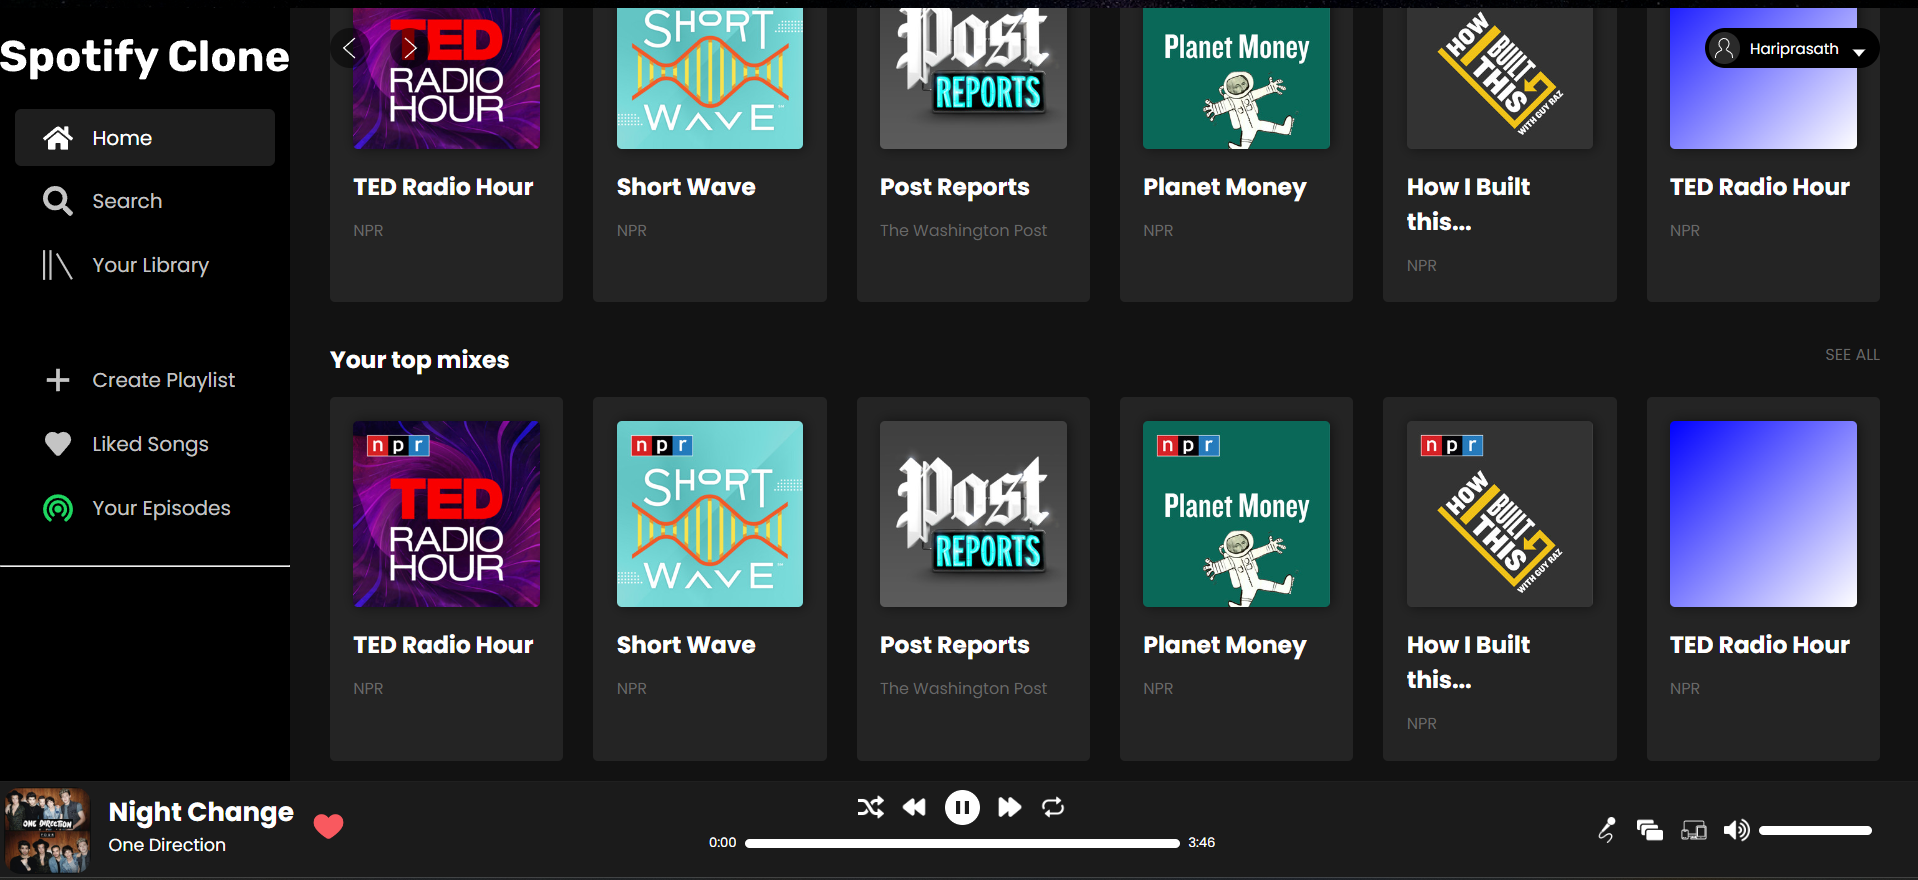 Spotify Clone
Home
Search
Your Library
Create Playlist
Liked Songs
Your Episodes
Hariprasath
TED
RADIO
HOUR
SHORT
WAVE
Post
REPORTS
Planet Money
HOW
I BUILT
THIS
WITH GUY RAZ
TED Radio Hour
NPR
Short Wave
NPR
Post Reports
The Washington Post
Planet Money
NPR
How I Built
this...
NPR
TED Radio Hour
NPR
Your top mixes
SEE ALL
npr
TED
RADIO
HOUR
npr
SHORT
WAVE
Post
REPORTS
npr
Planet Money
npr
HOW
I BUILT
THIS
WITH GUY RAZ
TED Radio Hour
NPR
Short Wave
NPR
Post Reports
The Washington Post
Planet Money
NPR
How I Built
this...
NPR
TED Radio Hour
NPR
ONE DIRECTION
FOUR
Night Change
One Direction
0:00
3:46